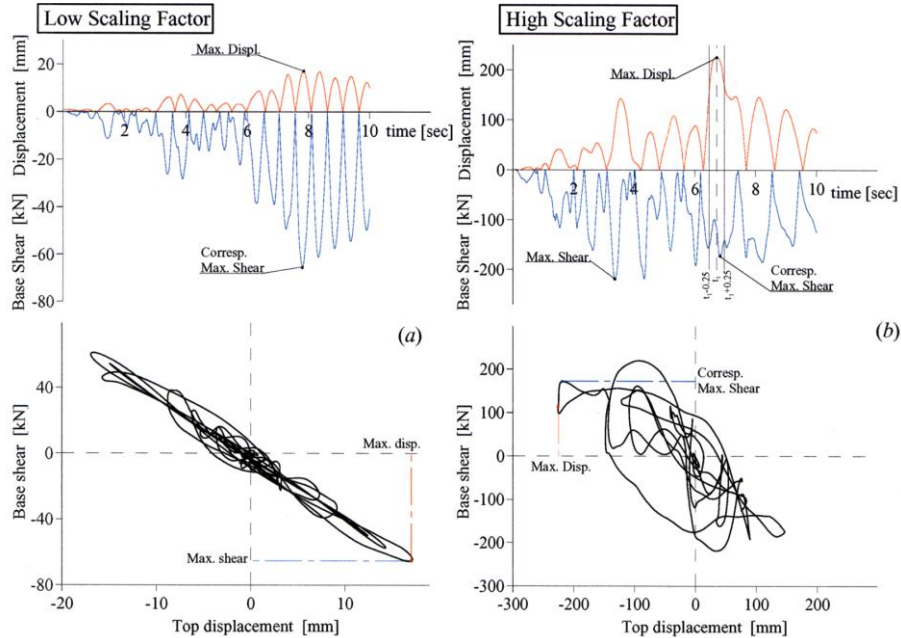 Low Scaling Factor
High Scaling Factor
Displacement [mm]
20
0
-20
-40
-60
-80
Base Shear [kN]
Max. Displ.
2
4
6
8
10
time [sec]
Corresp.
Max. Shear
Displacement [mm]
200
100
0
-100
-200
Base Shear [kN]
Max. Displ.
2
4
6
8
10
time [sec]
Max. Shear
Corresp.
Max. Shear
t₁-0.25
t₁
t₁+0.25
(a)
Base shear [kN]
40
0
-40
-80
Max. disp.
Max. shear
-20
-10
0
10
Top displacement [mm]
(b)
Base shear [kN]
300
200
100
0
-100
-200
-300
Corresp.
Max. Shear
Max. Disp.
-300
-200
-100
0
100
200
Top displacement [mm]